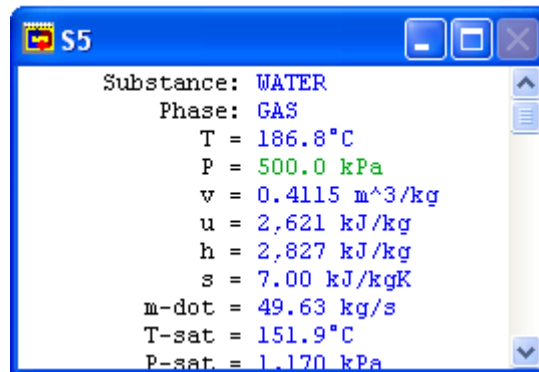 S5
Substance: WATER
Phase: GAS
T = 186.8°C
P = 500.0 kPa
v = 0.4115 m^3/kg
u = 2,621 kJ/kg
h = 2,827 kJ/kg
s = 7.00 kJ/kgK
m-dot = 49.63 kg/s
T-sat = 151.9°C
P-sat = 1,170 kPa